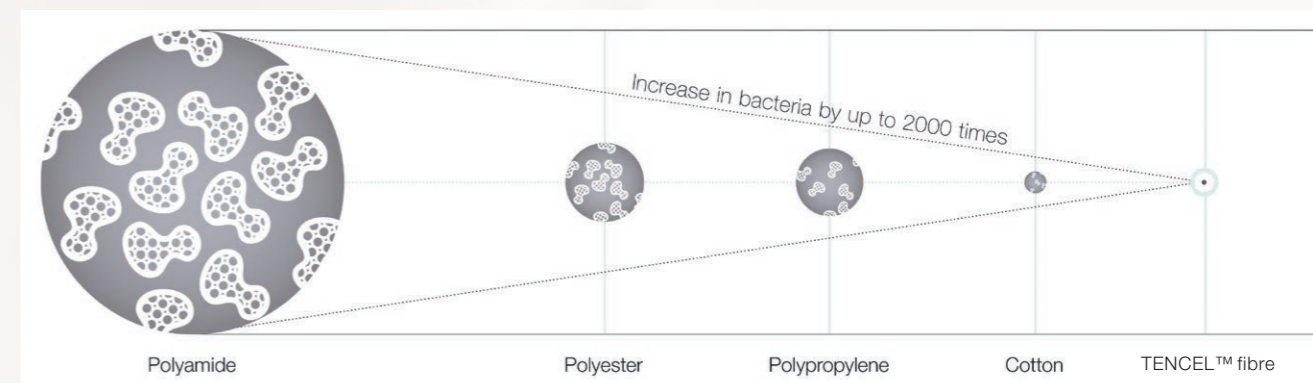 Increase in bacteria by up to 2000 times
Polyamide
Polyester
Polypropylene
Cotton
TENCEL™ fibre